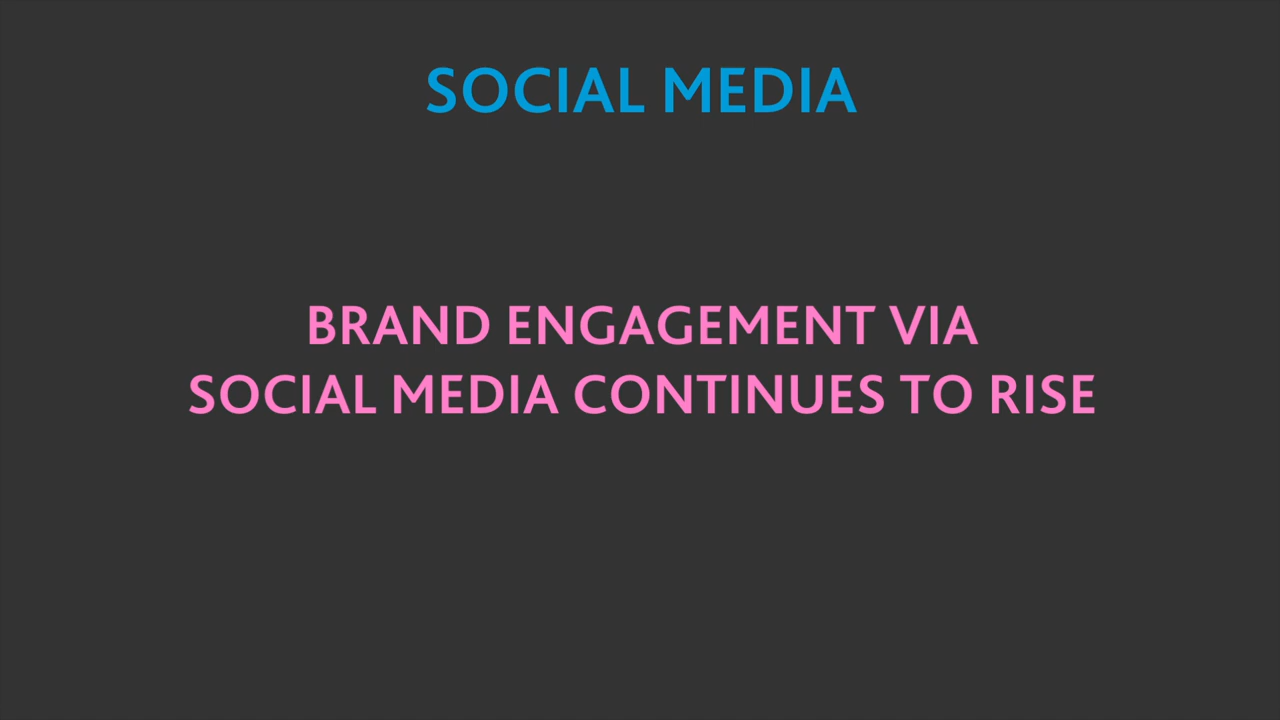 SOCIAL MEDIA
BRAND ENGAGEMENT VIA
SOCIAL MEDIA CONTINUES TO RISE